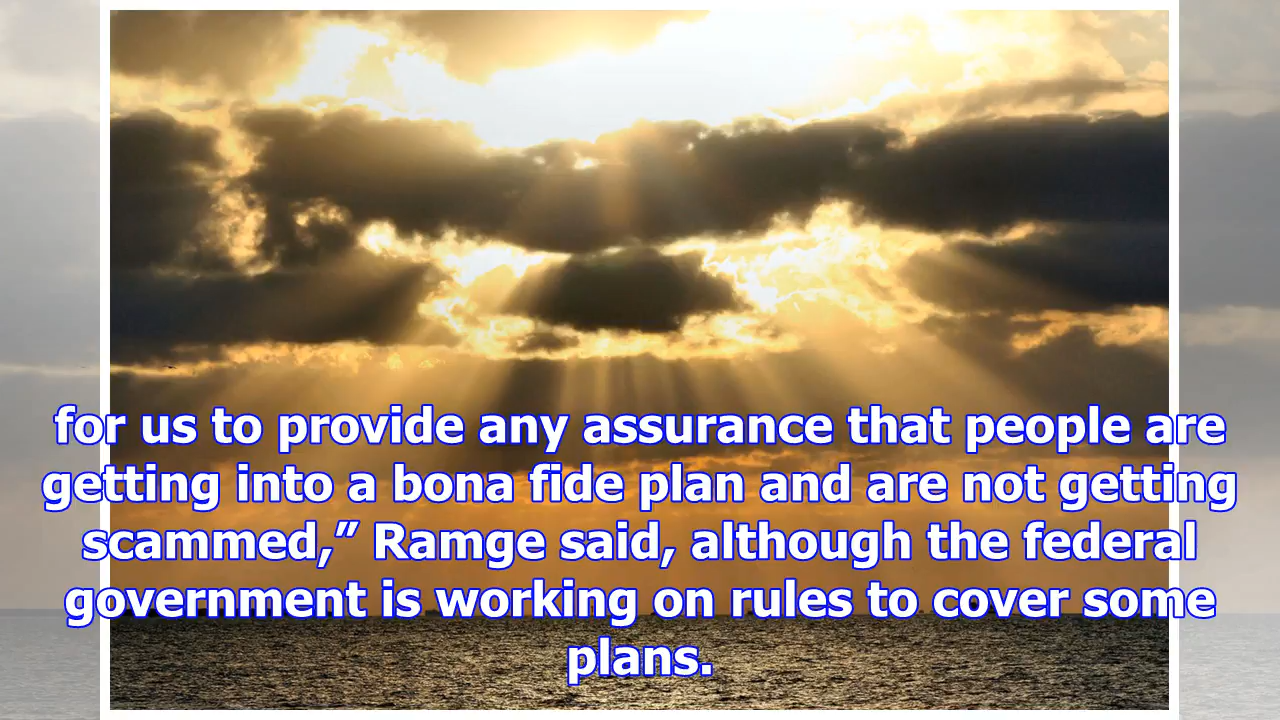 for us to provide any assurance that people are
getting into a bona fide plan and are not getting
scammed,” Ramge said, although the federal
government is working on rules to cover some
plans.